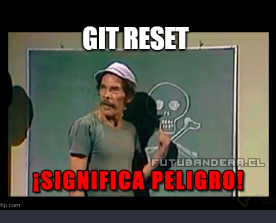 GIT RESET
FUTUBANDERA.CL
¡SIGNIFICA PELIGRO!